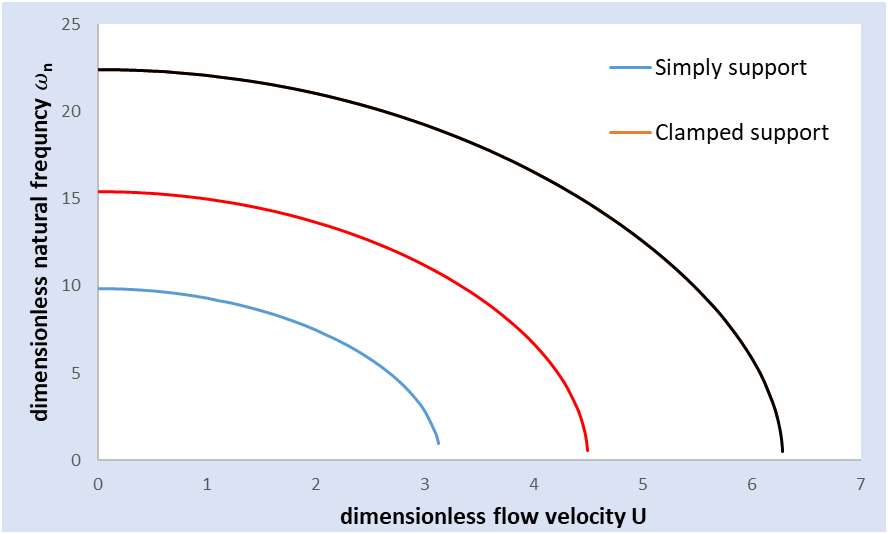 25
20
15
10
5
0
0 1 2 3 4 5 6 7
dimensionless natural frequncy ωn
dimensionless flow velocity U
Simply support
Clamped support